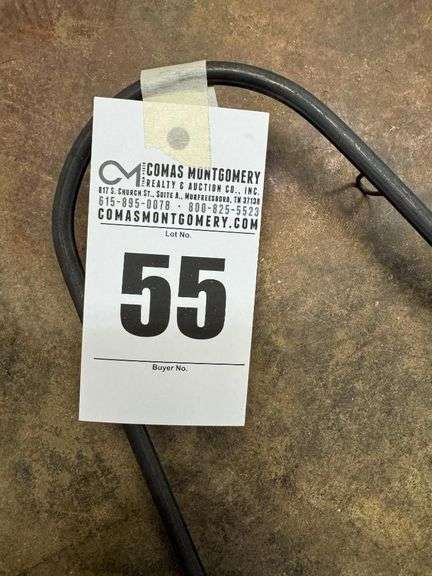 CM
COMAS MONTGOMERY
REALTY & AUCTION CO., INC.
817 S. CHURCH ST., SUITE A., MURFREESBORO, TN 37130
615-895-0078 • 800-825-5523
COMASMONTGOMERY.COM
Lot No.
55
Buyer No.